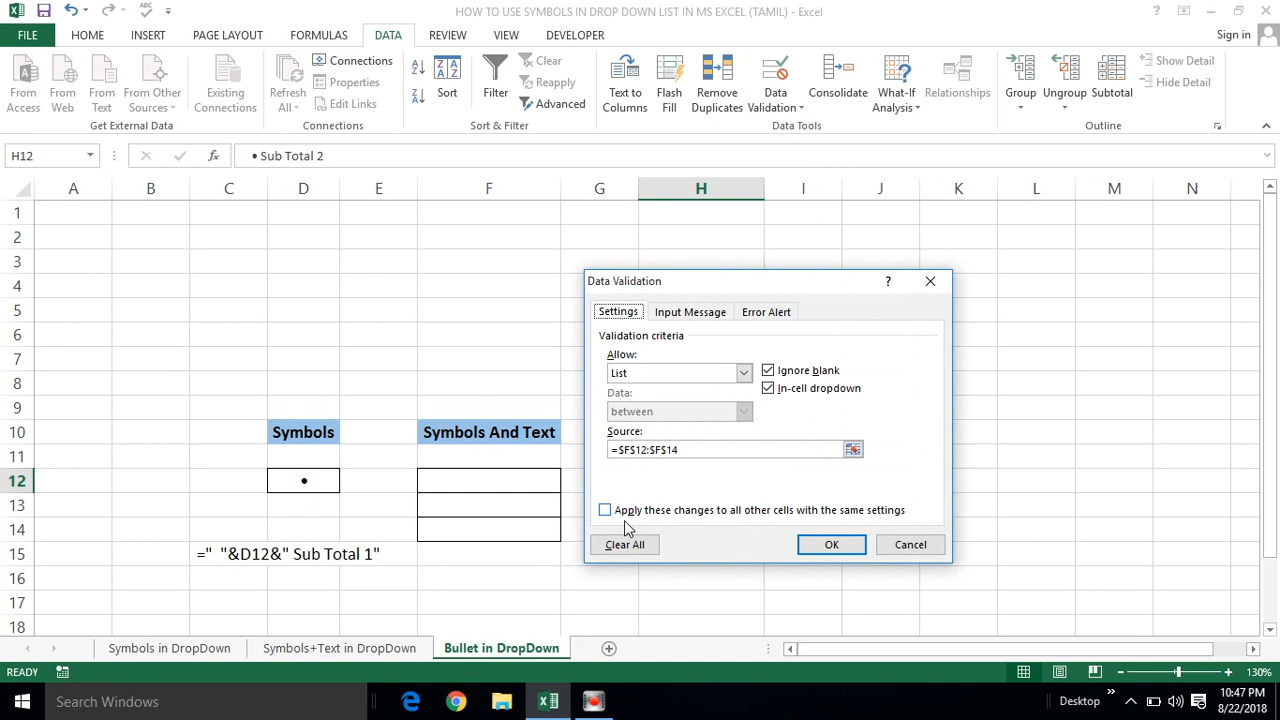 HOW TO USE SYMBOLS IN DROP DOWN LIST IN MS EXCEL (TAMIL) - Excel
FILE HOME INSERT PAGE LAYOUT FORMULAS DATA REVIEW VIEW DEVELOPER Sign in
From Access
From Web
From Text
From Other Sources
Existing Connections
Get External Data
Refresh All
Connections
Properties
Edit Links
Connections
Sort
Filter
Clear
Reapply
Advanced
Sort & Filter
Text to Columns
Flash Fill
Remove Duplicates
Data Validation
Consolidate
What-If Analysis
Relationships
Data Tools
Group
Ungroup
Subtotal
Show Detail
Hide Detail
Outline
H12 fx • Sub Total 2
A B C D E F G H I J K L M N
1
2
3
4
5
6
7
8
9
10 Symbols Symbols And Text
11
12 •
13
14
15 ="  "&D12&" Sub Total 1"
16
17
18
Data Validation ?
Settings Input Message Error Alert
Validation criteria
Allow:
List
Ignore blank
Data:
In-cell dropdown
between
Source:
=$F$12:$F$14
Apply these changes to all other cells with the same settings
Clear All OK Cancel
Symbols in DropDown Symbols+Text in DropDown Bullet in DropDown
READY 130%
Search Windows Desktop 10:47 PM
8/22/2018